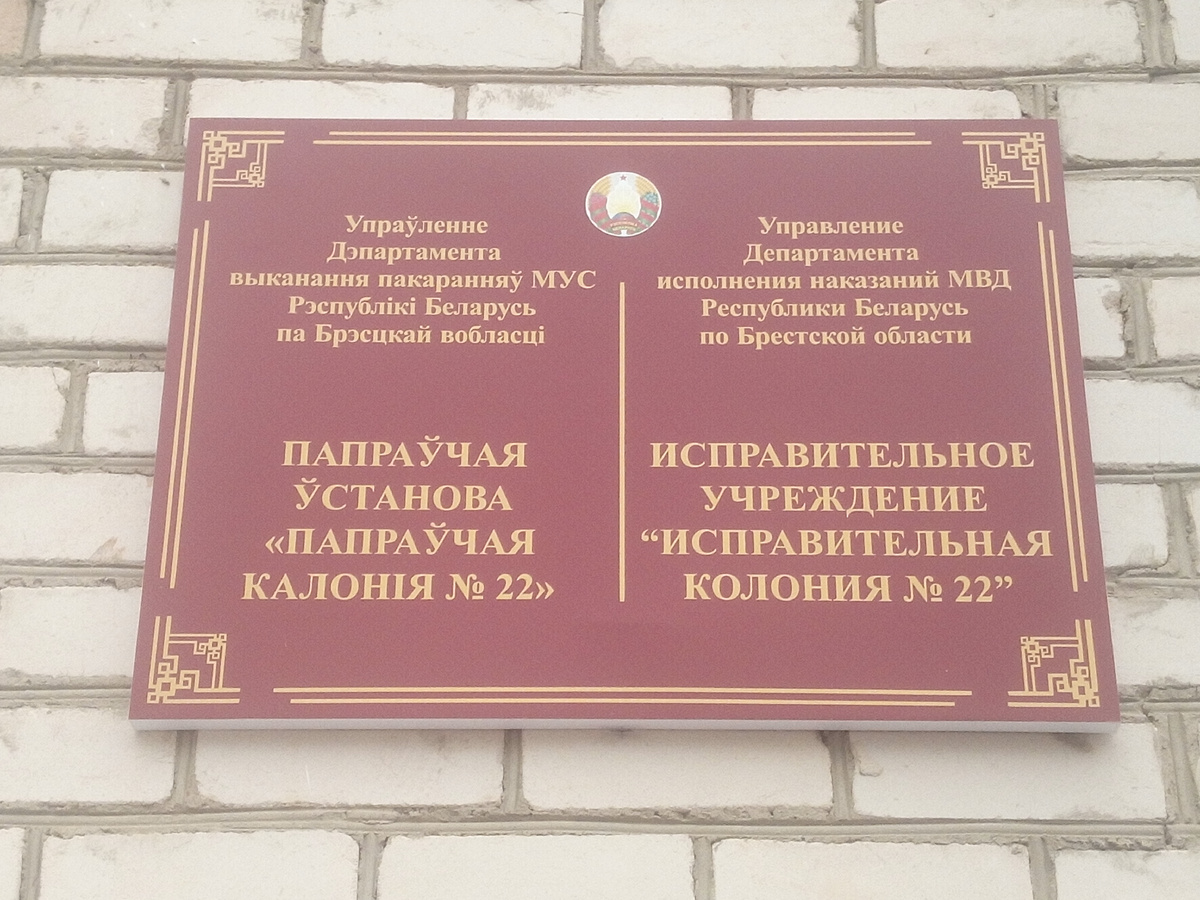 Упраўленне
Дэпартамента
выканання пакаранняў МУС
Рэспублікі Беларусь
па Брэсцкай вобласці
ПАПРАЎЧАЯ
ЎСТАНОВА
«ПАПРАЎЧАЯ
КАЛОНІЯ № 22»
Управление
Департамента
исполнения наказаний МВД
Республики Беларусь
по Брестской области
ИСПРАВИТЕЛЬНОЕ
УЧРЕЖДЕНИЕ
“ИСПРАВИТЕЛЬНАЯ
КОЛОНИЯ № 22”